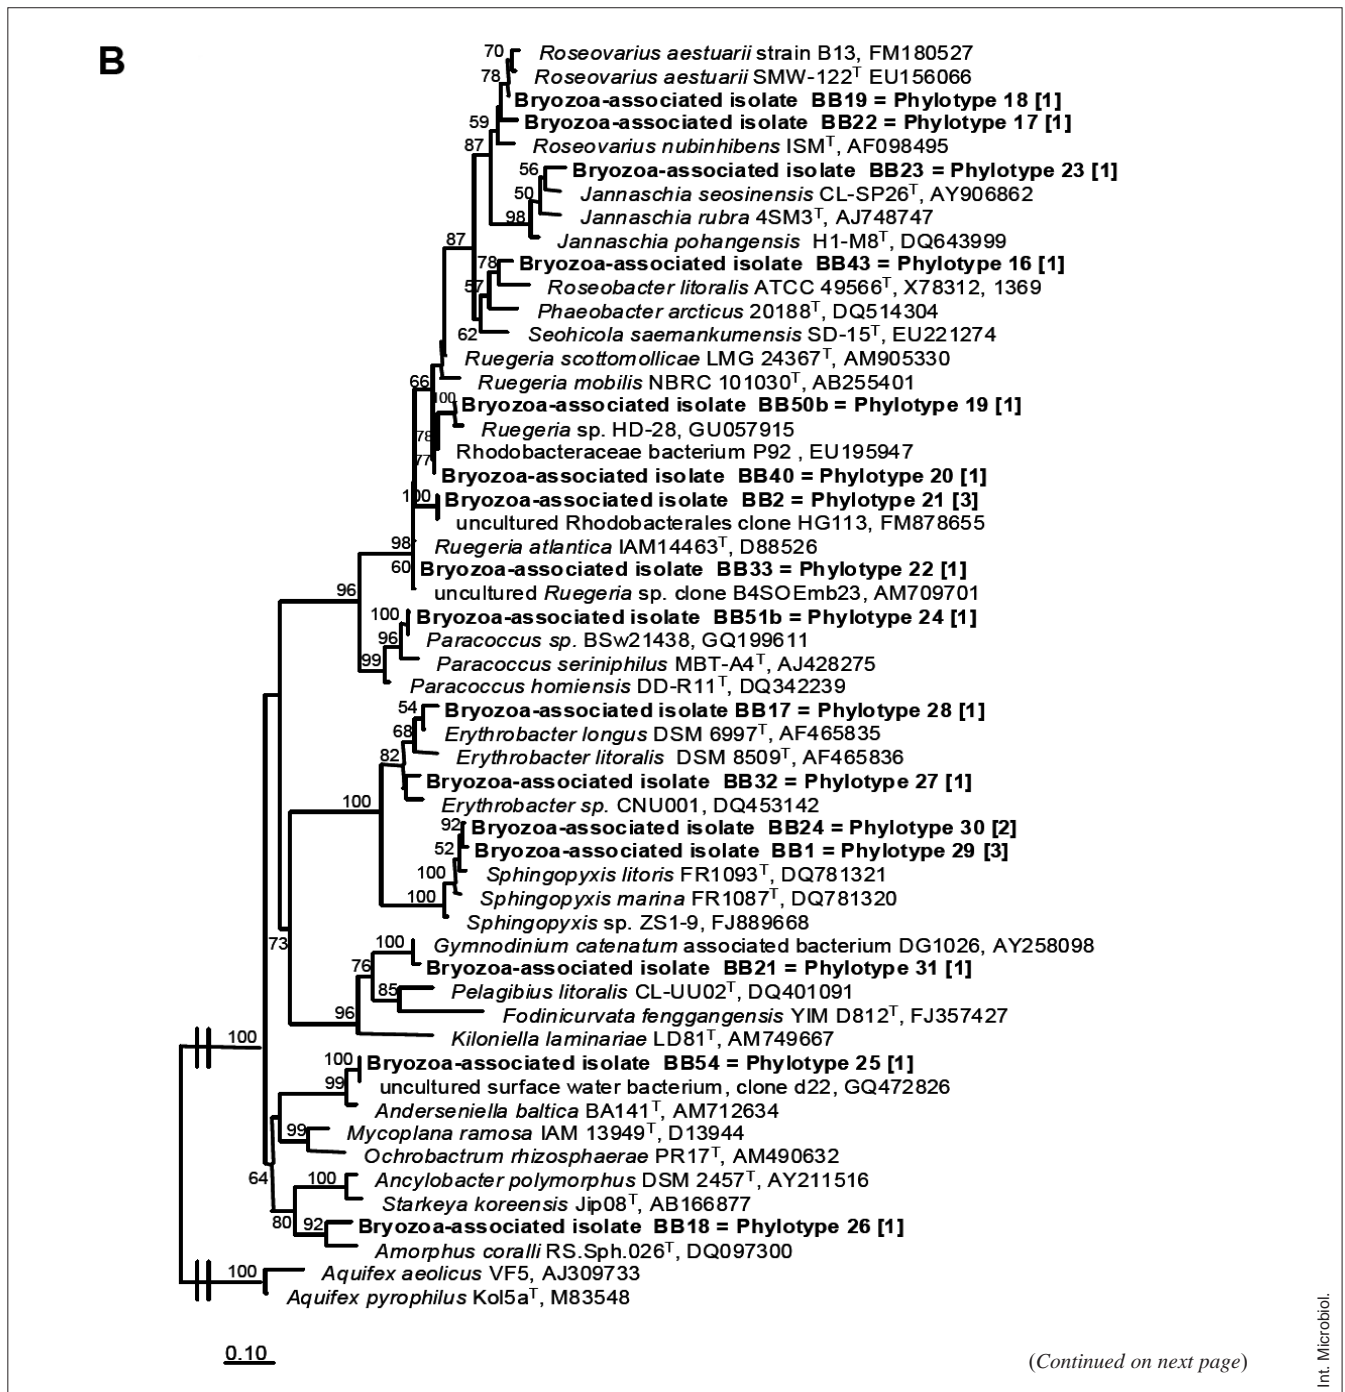 B
70
Roseovarius aestuarii strain B13, FM180527
78
Roseovarius aestuarii SMW-122T EU156066
Bryozoa-associated isolate BB19 = Phylotype 18 [1]
59
Bryozoa-associated isolate BB22 = Phylotype 17 [1]
87
Roseovarius nubinhibens ISMT, AF098495
56
Bryozoa-associated isolate BB23 = Phylotype 23 [1]
50
Jannaschia seosinensis CL-SP26T, AY906862
98
Jannaschia rubra 4SM3T, AJ748747
87
Jannaschia pohangensis H1-M8T, DQ643999
78
Bryozoa-associated isolate BB43 = Phylotype 16 [1]
57
Roseobacter litoralis ATCC 49566T, X78312, 1369
Phaeobacter arcticus 20188T, DQ514304
62
Seohicola saemankumensis SD-15T, EU221274
Ruegeria scottomollicae LMG 24367T, AM905330
66
Ruegeria mobilis NBRC 101030T, AB255401
100
Bryozoa-associated isolate BB50b = Phylotype 19 [1]
78
Ruegeria sp. HD-28, GU057915
77
Rhodobacteraceae bacterium P92 , EU195947
Bryozoa-associated isolate BB40 = Phylotype 20 [1]
100
Bryozoa-associated isolate BB2 = Phylotype 21 [3]
uncultured Rhodobacterales clone HG113, FM878655
98
Ruegeria atlantica IAM14463T, D88526
60
Bryozoa-associated isolate BB33 = Phylotype 22 [1]
96
uncultured Ruegeria sp. clone B4SOEmb23, AM709701
100
Bryozoa-associated isolate BB51b = Phylotype 24 [1]
96
Paracoccus sp. BSw21438, GQ199611
99
Paracoccus seriniphilus MBT-A4T, AJ428275
Paracoccus homiensis DD-R11T, DQ342239
54
Bryozoa-associated isolate BB17 = Phylotype 28 [1]
68
Erythrobacter longus DSM 6997T, AF465835
82
Erythrobacter litoralis DSM 8509T, AF465836
Bryozoa-associated isolate BB32 = Phylotype 27 [1]
100
Erythrobacter sp. CNU001, DQ453142
92
Bryozoa-associated isolate BB24 = Phylotype 30 [2]
52
Bryozoa-associated isolate BB1 = Phylotype 29 [3]
100
Sphingopyxis litoris FR1093T, DQ781321
100
Sphingopyxis marina FR1087T, DQ781320
Sphingopyxis sp. ZS1-9, FJ889668
73
100
Gymnodinium catenatum associated bacterium DG1026, AY258098
76
Bryozoa-associated isolate BB21 = Phylotype 31 [1]
85
Pelagibius litoralis CL-UU02T, DQ401091
96
Fodinicurvata fenggangensis YIM D812T, FJ357427
100
Kiloniella laminariae LD81T, AM749667
100
Bryozoa-associated isolate BB54 = Phylotype 25 [1]
99
uncultured surface water bacterium, clone d22, GQ472826
Anderseniella baltica BA141T, AM712634
99
Mycoplana ramosa IAM 13949T, D13944
Ochrobactrum rhizosphaerae PR17T, AM490632
64
100
Ancylobacter polymorphus DSM 2457T, AY211516
Starkeya koreensis Jip08T, AB166877
80
92
Bryozoa-associated isolate BB18 = Phylotype 26 [1]
Amorphus coralli RS.Sph.026T, DQ097300
100
Aquifex aeolicus VF5, AJ309733
Aquifex pyrophilus Kol5aT, M83548
0.10
(Continued on next page)
Int. Microbiol.